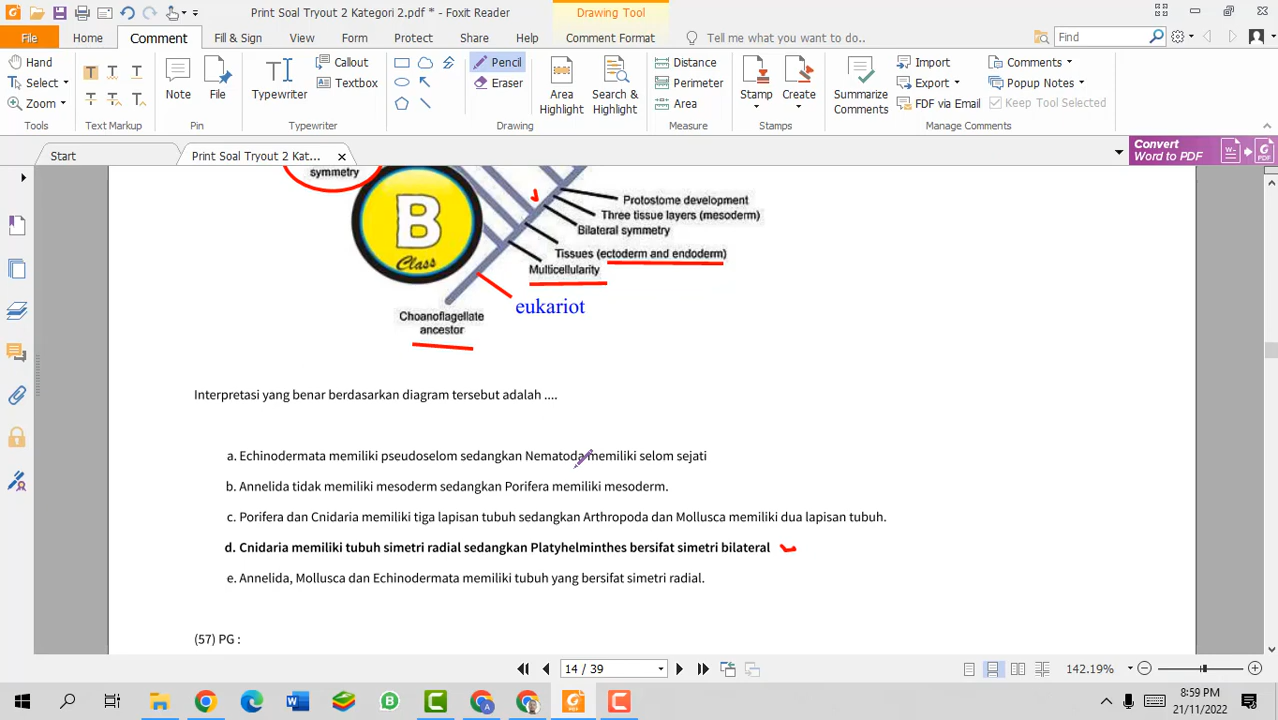 Print Soal Tryout 2 Kategori 2.pdf * - Foxit Reader
Drawing Tool
File
Home
Comment
Fill & Sign
View
Form
Protect
Share
Help
Comment Format
Tell me what you want to do..
Find
Hand
Select
Zoom
Tools
T T T
T T T
Text Markup
Note
File
Pin
Typewriter
Callout
Textbox
Typewriter
Pencil
Eraser
Area Highlight
Search & Highlight
Drawing
Distance
Perimeter
Area
Measure
Stamp
Create
Stamps
Summarize Comments
Import
Export
FDF via Email
Comments
Popup Notes
Keep Tool Selected
Manage Comments
Start
Print Soal Tryout 2 Kat...
Convert
Word to PDF
symmetry
B
Class
Protostome development
Three tissue layers (mesoderm)
Bilateral symmetry
Tissues (ectoderm and endoderm)
Multicellularity
eukariot
Choanoflagellate
ancestor
Interpretasi yang benar berdasarkan diagram tersebut adalah ....
a. Echinodermata memiliki pseudoselom sedangkan Nematoda memiliki selom sejati
b. Annelida tidak memiliki mesoderm sedangkan Porifera memiliki mesoderm.
c. Porifera dan Cnidaria memiliki tiga lapisan tubuh sedangkan Arthropoda dan Mollusca memiliki dua lapisan tubuh.
d. Cnidaria memiliki tubuh simetri radial sedangkan Platyhelminthes bersifat simetri bilateral
e. Annelida, Mollusca dan Echinodermata memiliki tubuh yang bersifat simetri radial.
(57) PG :
14 / 39
142.19%
8:59 PM
21/11/2022